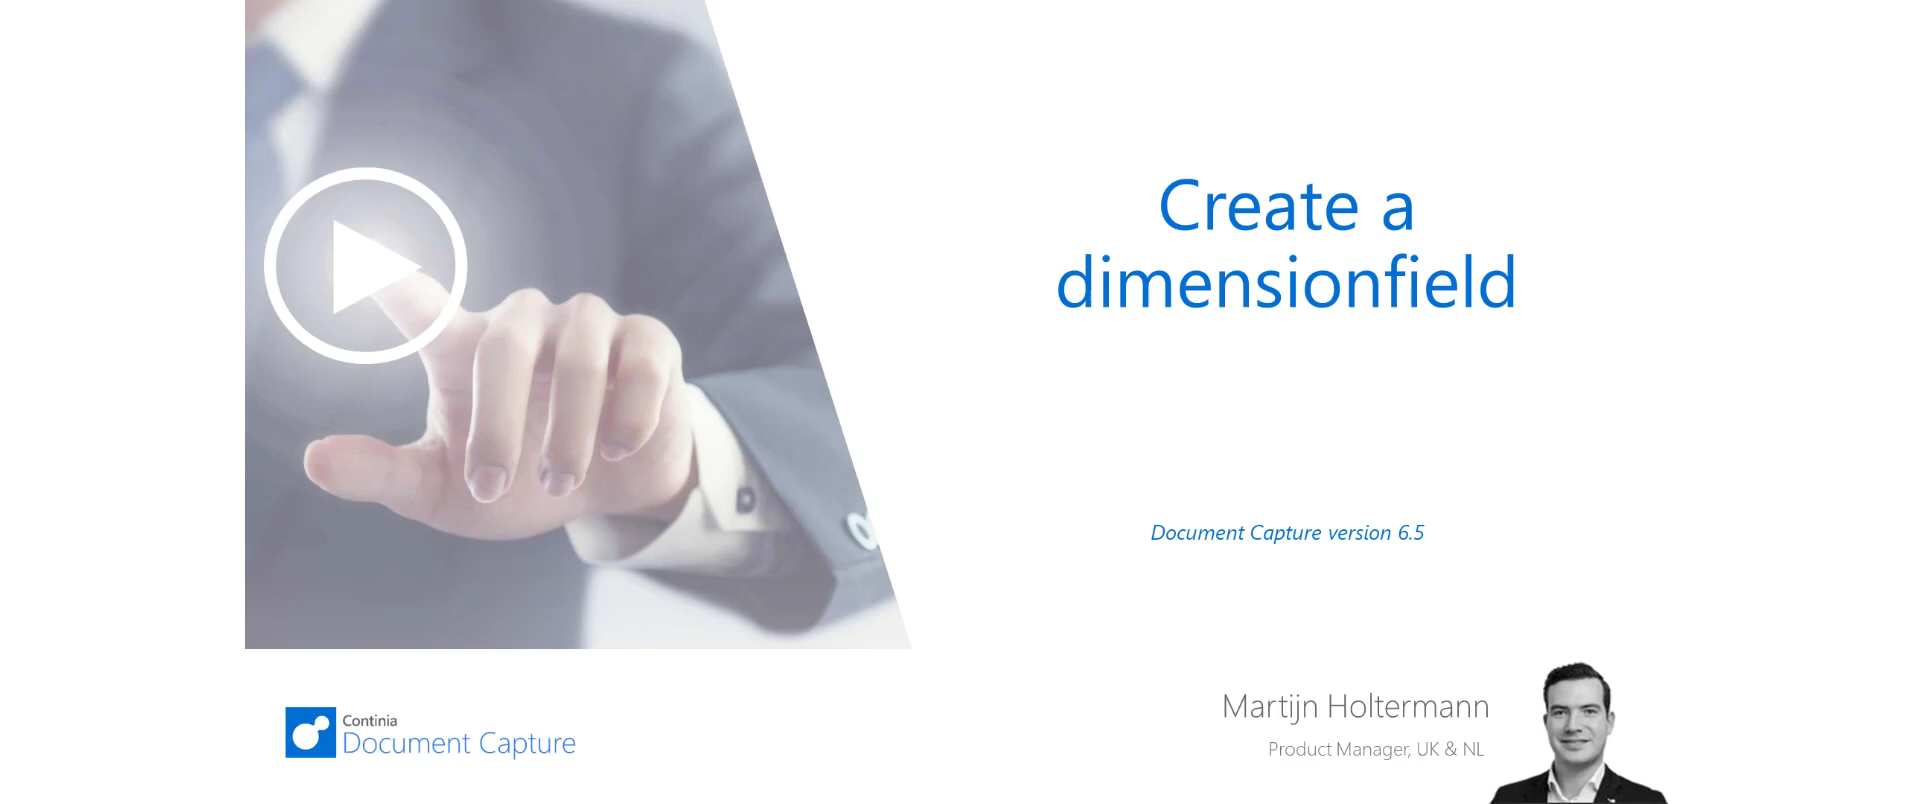 Create a
dimensionfield
Document Capture version 6.5
Continia
Document Capture
Martijn Holtermann
Product Manager, UK & NL